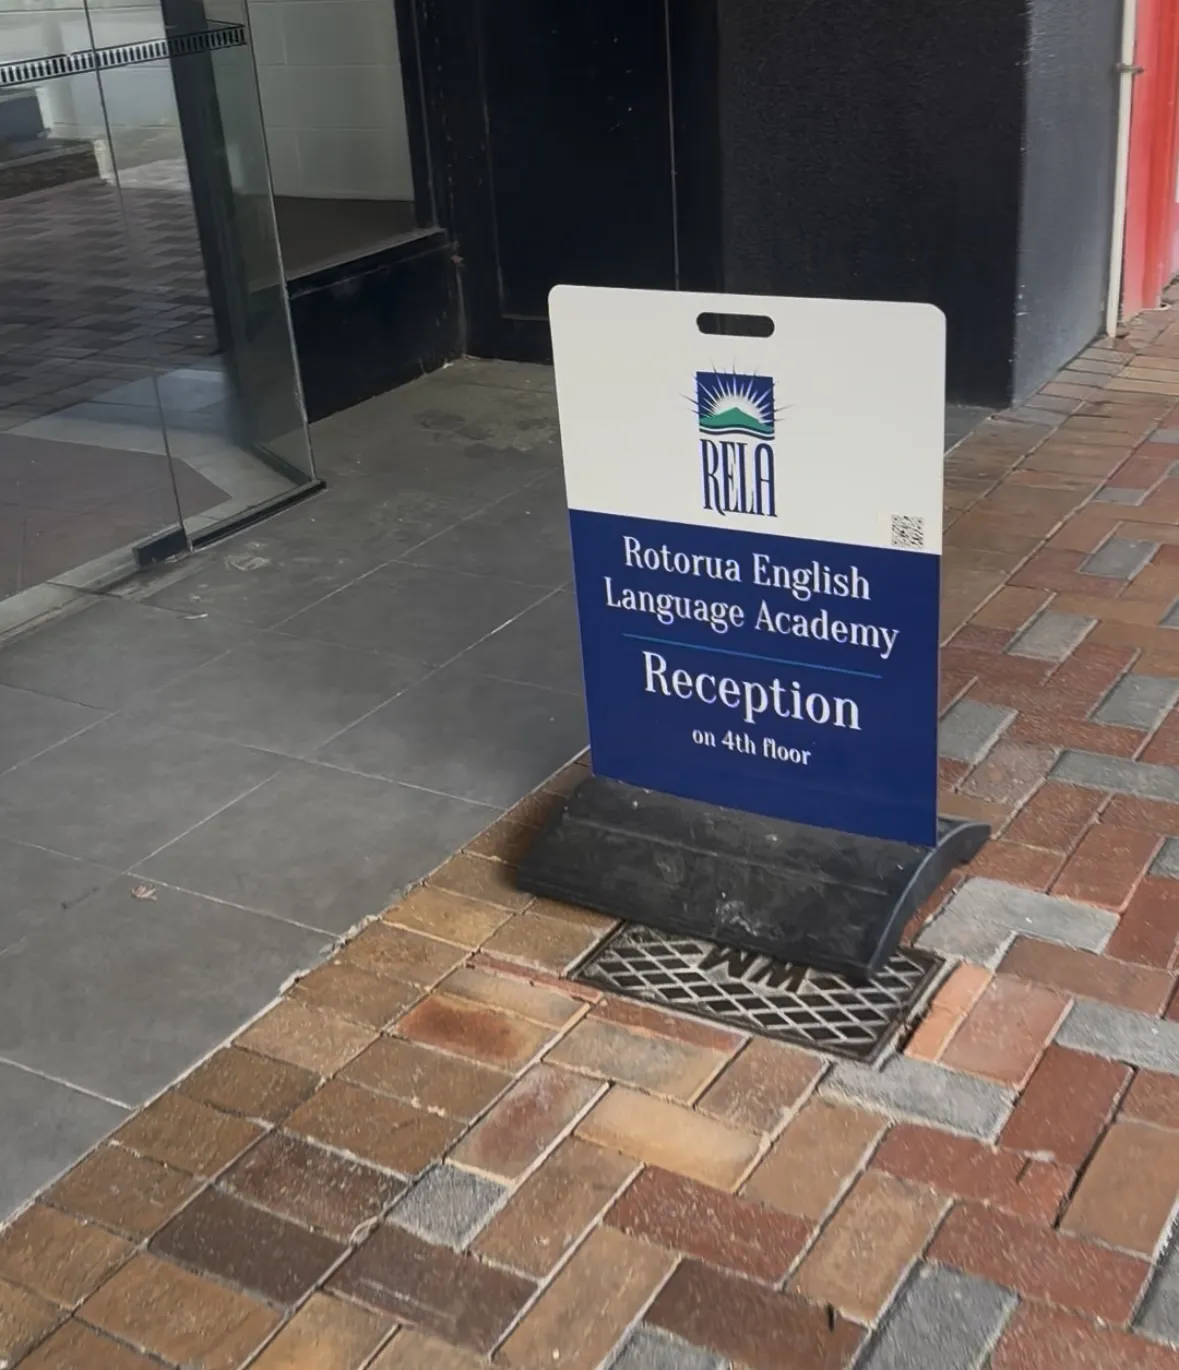 RELA
Rotorua English
Language Academy
Reception
on 4th floor
WM